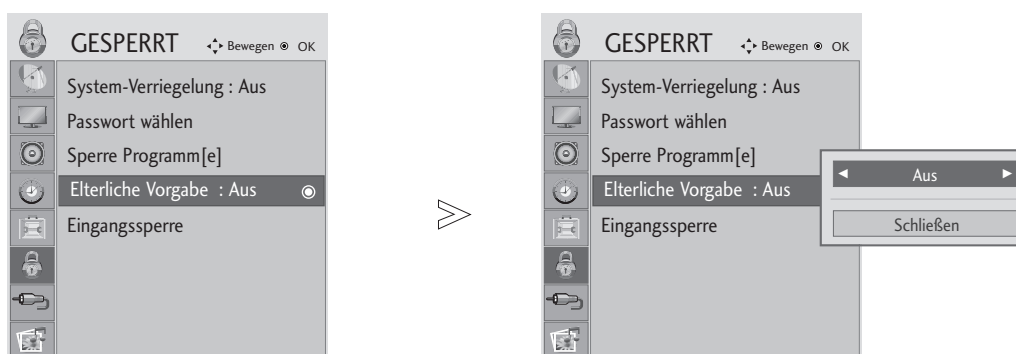 GESPERRT Bewegen OK
System-Verriegelung : Aus
Passwort wählen
Sperre Programm[e]
Elterliche Vorgabe : Aus
Eingangssperre
GESPERRT Bewegen OK
System-Verriegelung : Aus
Passwort wählen
Sperre Programm[e]
Elterliche Vorgabe : Aus
Eingangssperre
Aus
Schließen